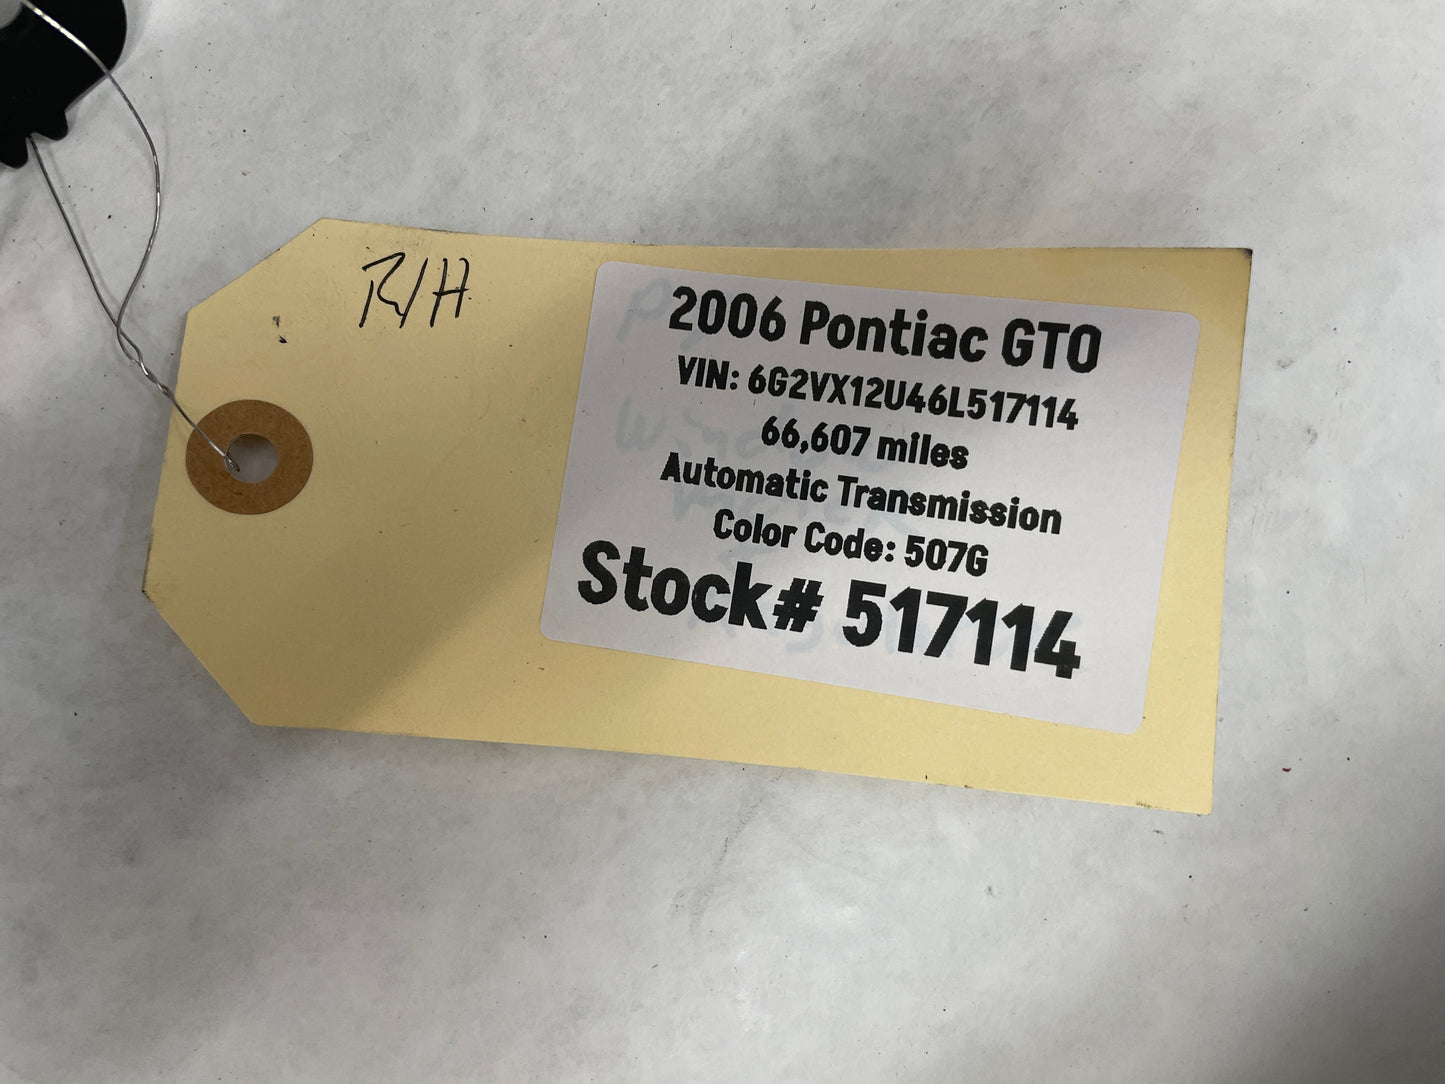 R/H
2006 Pontiac GTO
VIN: 6G2VX12U46L517114
66,607 miles
Automatic Transmission
Color Code: 507G
Stock# 517114